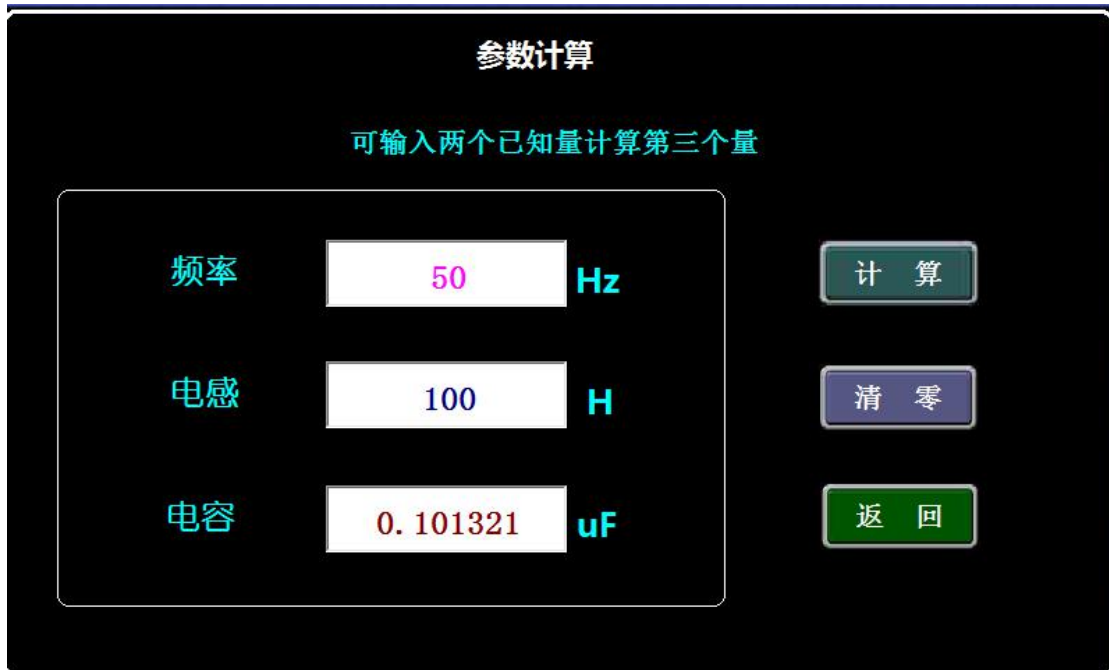 参数计算
可输入两个已知量计算第三个量
频率 50 Hz 计 算
电感 100 H 清 零
电容 0.101321 uF 返 回